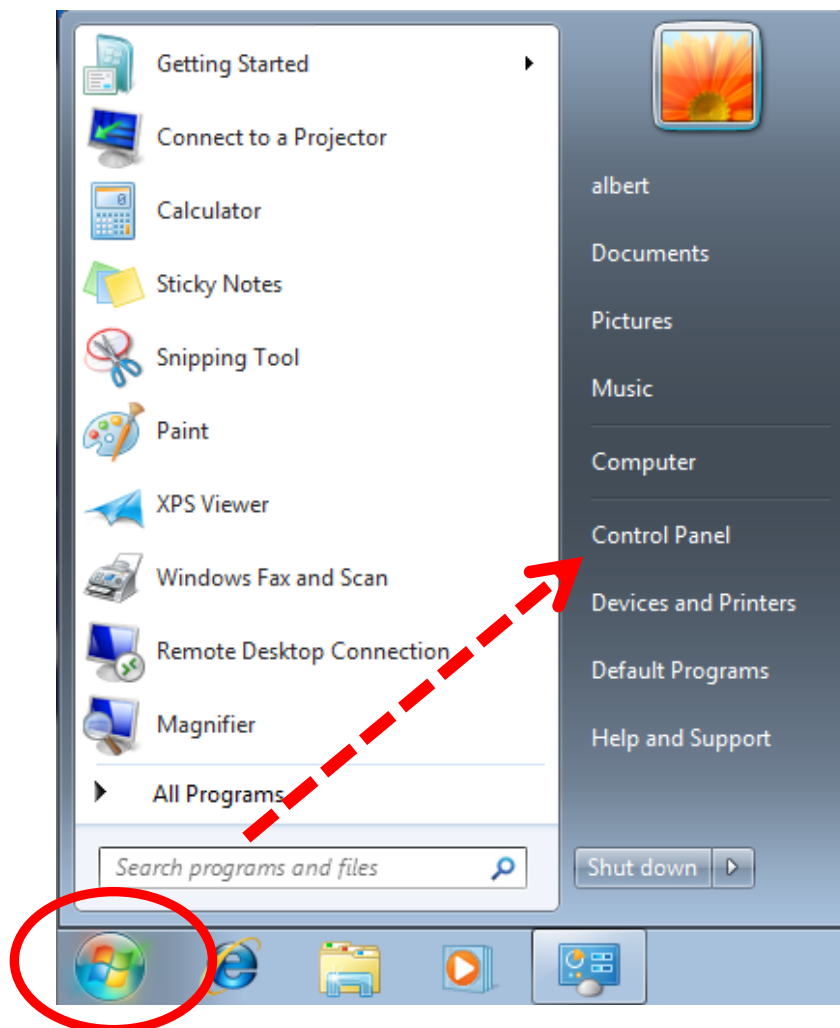 Getting Started
Connect to a Projector
Calculator
Sticky Notes
Snipping Tool
Paint
XPS Viewer
Windows Fax and Scan
Remote Desktop Connection
Magnifier
All Programs
Search programs and files
albert
Documents
Pictures
Music
Computer
Control Panel
Devices and Printers
Default Programs
Help and Support
Shut down